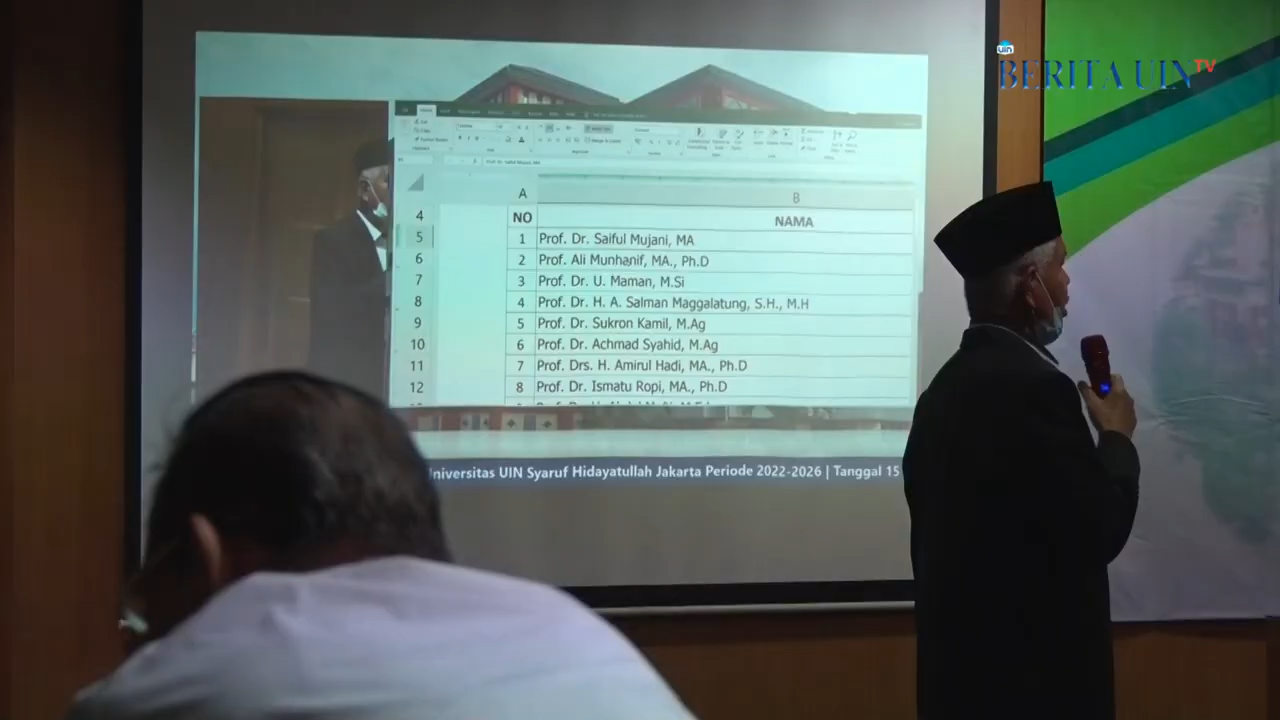 uin
BERITA UIN TV
A B
4 NO NAMA
5 1 Prof. Dr. Saiful Mujani, MA
6 2 Prof. Ali Munhanif, MA., Ph.D
7 3 Prof. Dr. U. Maman, M.Si
8 4 Prof. Dr. H. A. Salman Maggalatung, S.H., M.H
9 5 Prof. Dr. Sukron Kamil, M.Ag
10 6 Prof. Dr. Achmad Syahid, M.Ag
11 7 Prof. Drs. H. Amirul Hadi, MA., Ph.D
12 8 Prof. Dr. Ismatu Ropi, MA., Ph.D
niversitas UIN Syaruf Hidayatullah Jakarta Periode 2022-2026 | Tanggal 15